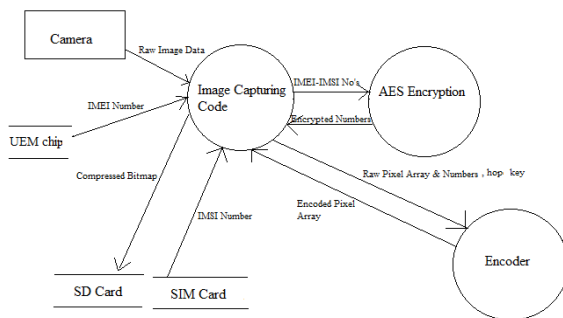 Camera
Raw Image Data
Image Capturing
Code
IMEI-IMSI No's
AES Encryption
IMEI Number
Encrypted Numbers
UEM chip
Compressed Bitmap
Raw Pixel Array & Numbers , hop key
IMSI Number
Encoded Pixel
Array
Encoder
SD Card
SIM Card